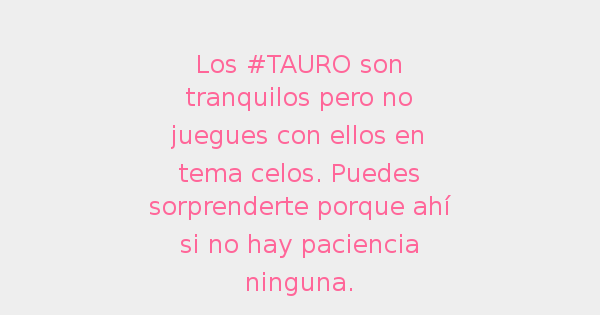 Los #TAURO son
tranquilos pero no
juegues con ellos en
tema celos. Puedes
sorprenderte porque ahí
si no hay paciencia
ninguna.